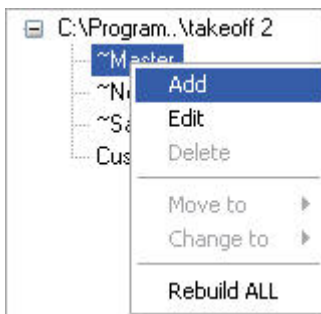 C:\Program..\takeoff 2
~Master
Add
Edit
Delete
Move to
Change to
Rebuild ALL